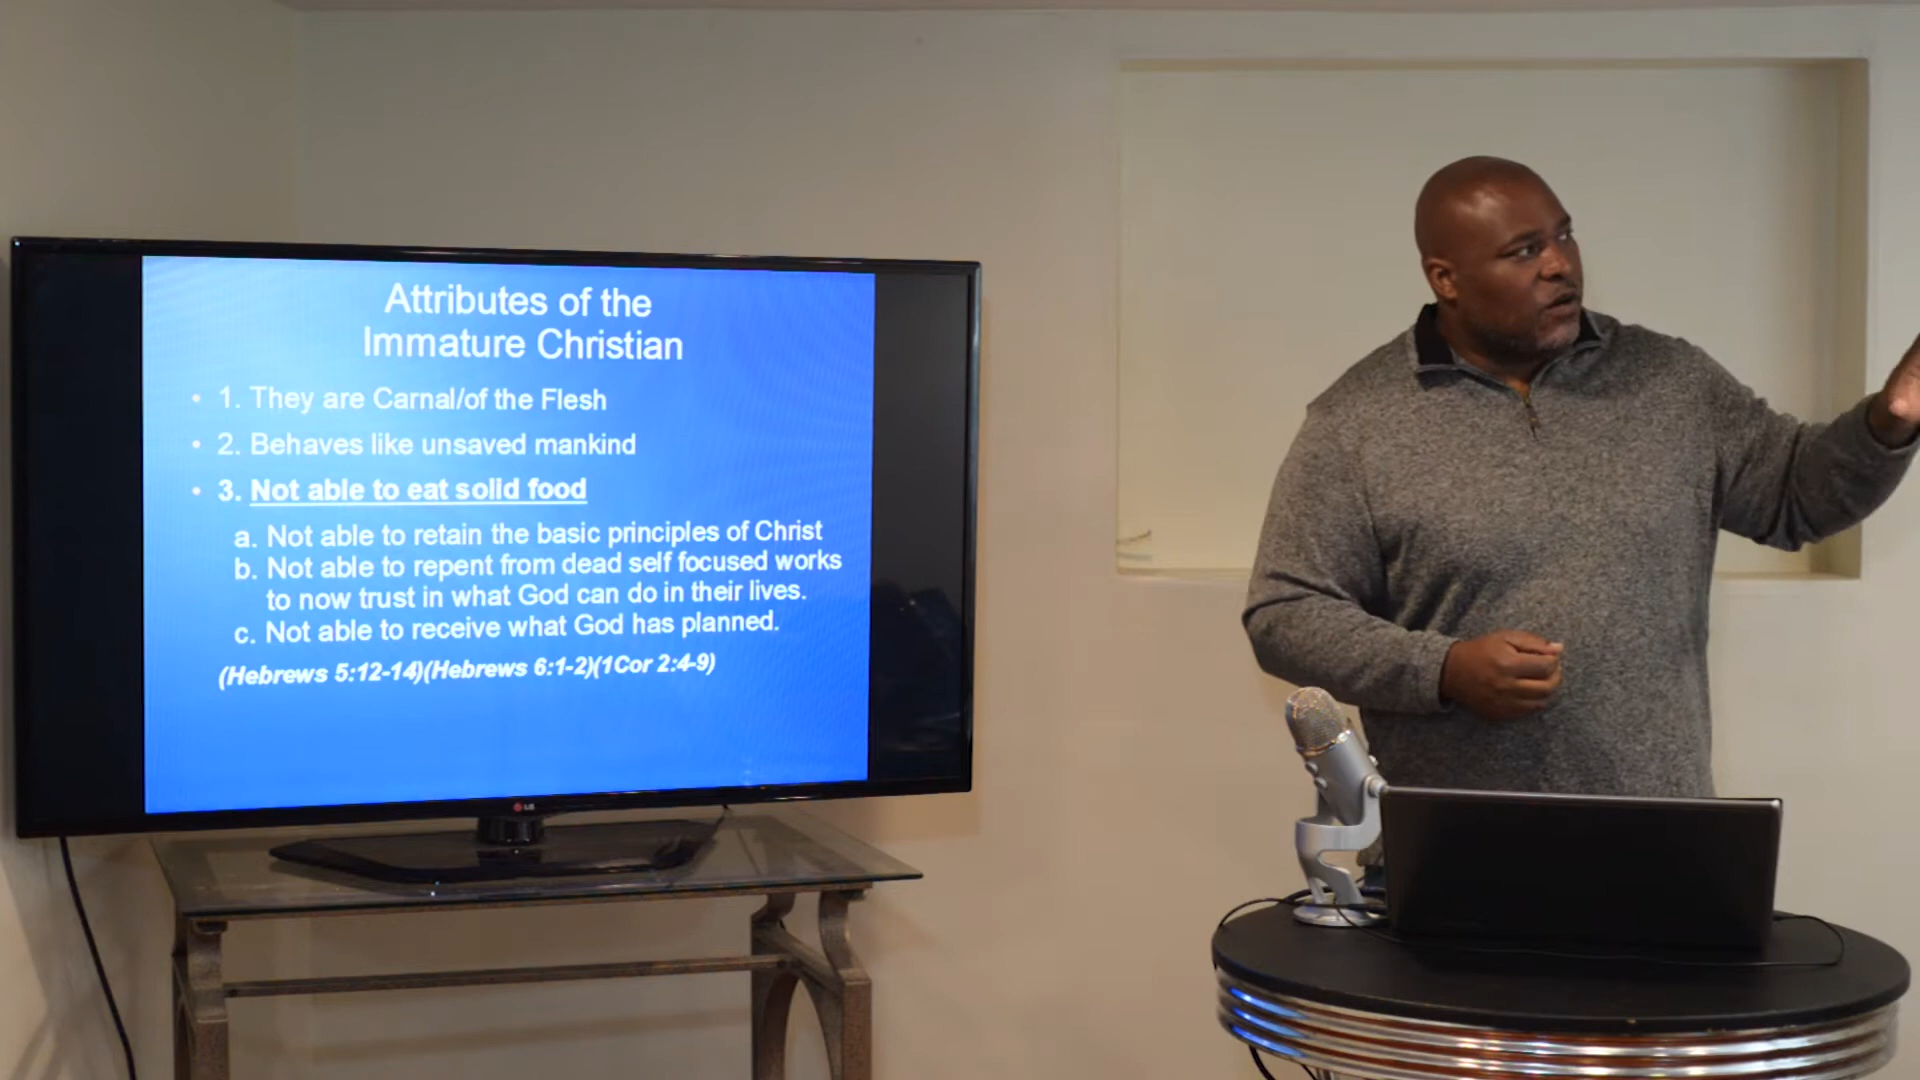 Attributes of the
Immature Christian
• 1. They are Carnal/of the Flesh
• 2. Behaves like unsaved mankind
• 3. Not able to eat solid food
a. Not able to retain the basic principles of Christ
b. Not able to repent from dead self focused works
to now trust in what God can do in their lives.
c. Not able to receive what God has planned.
(Hebrews 5:12-14)(Hebrews 6:1-2)(1Cor 2:4-9)
LG